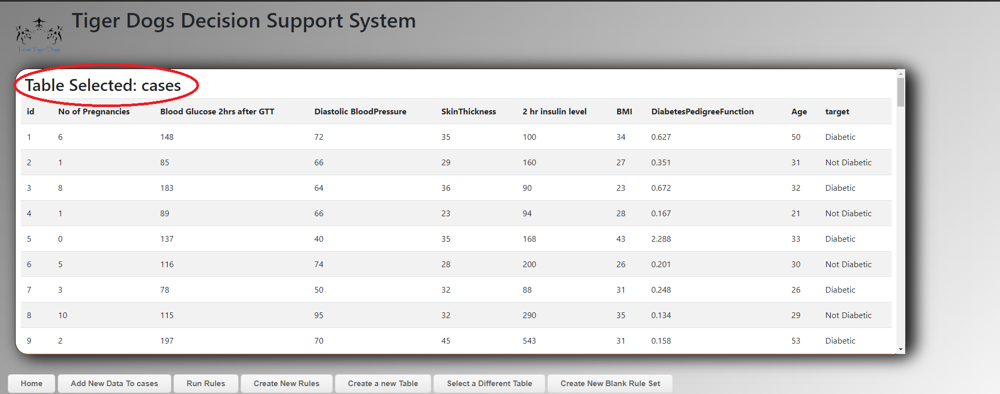 Tiger Dogs Decision Support System
Team Tiger Dogs
Table Selected: cases
id No of Pregnancies Blood Glucose 2hrs after GTT Diastolic BloodPressure SkinThickness 2 hr insulin level BMI DiabetesPedigreeFunction Age target
1 6 148 72 35 100 34 0.627 50 Diabetic
2 1 85 66 29 160 27 0.351 31 Not Diabetic
3 8 183 64 36 90 23 0.672 32 Diabetic
4 1 89 66 23 94 28 0.167 21 Not Diabetic
5 0 137 40 35 168 43 2.288 33 Diabetic
6 5 116 74 28 200 26 0.201 30 Not Diabetic
7 3 78 50 32 88 31 0.248 26 Diabetic
8 10 115 95 32 290 35 0.134 29 Not Diabetic
9 2 197 70 45 543 31 0.158 53 Diabetic
Home Add New Data To cases Run Rules Create New Rules Create a new Table Select a Different Table Create New Blank Rule Set